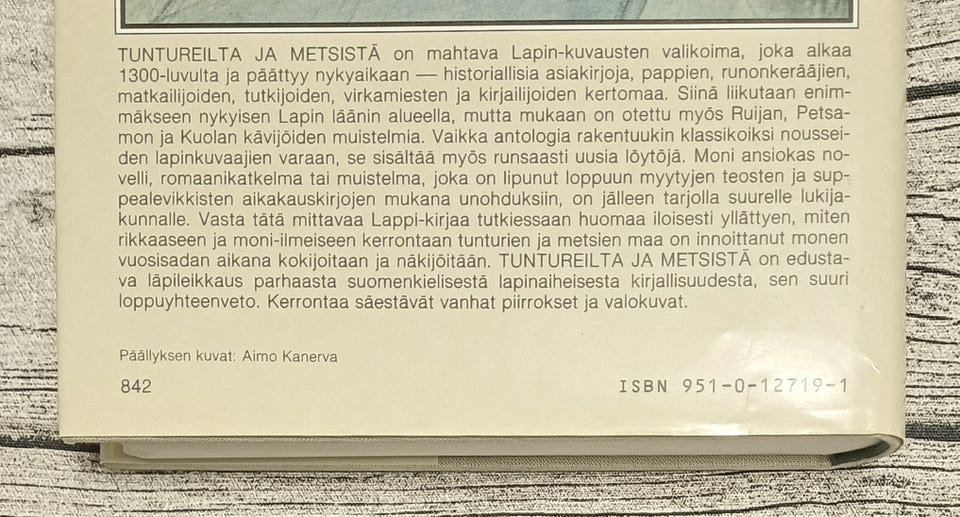 TUNTUREILTA JA METSISTÄ on mahtava Lapin-kuvausten valikoima, joka alkaa
1300-luvulta ja päättyy nykyaikaan — historiallisia asiakirjoja, pappien, runonkerääjien,
matkailijoiden, tutkijoiden, virkamiesten ja kirjailijoiden kertomaa. Siinä liikutaan enim-
mäkseen nykyisen Lapin läänin alueella, mutta mukaan on otettu myös Ruijan, Petsa-
mon ja Kuolan kävijöiden muistelmia. Vaikka antologia rakentuukin klassikoiksi noussei-
den lapinkuvaajien varaan, se sisältää myös runsaasti uusia löytöjä. Moni ansiokas no-
velli, romaanikatkelma tai muistelma, joka on lipunut loppuun myytyjen teosten ja sup-
pealevikkisten aikakauskirjojen mukana unohduksiin, on jälleen tarjolla suurelle lukija-
kunnalle. Vasta tätä mittavaa Lappi-kirjaa tutkiessaan huomaa iloisesti yllättyen, miten
rikkaaseen ja moni-ilmeiseen kerrontaan tunturien ja metsien maa on innoittanut monen
vuosisadan aikana kokijoitaan ja näkijöitään. TUNTUREILTA JA METSISTÄ on edusta-
va läpileikkaus parhaasta suomenkielisestä lapinaiheisesta kirjallisuudesta, sen suuri
loppuyhteenveto. Kerrontaa säestävät vanhat piirrokset ja valokuvat.
Päällyksen kuvat: Aimo Kanerva
842
ISBN 951-0-12719-1